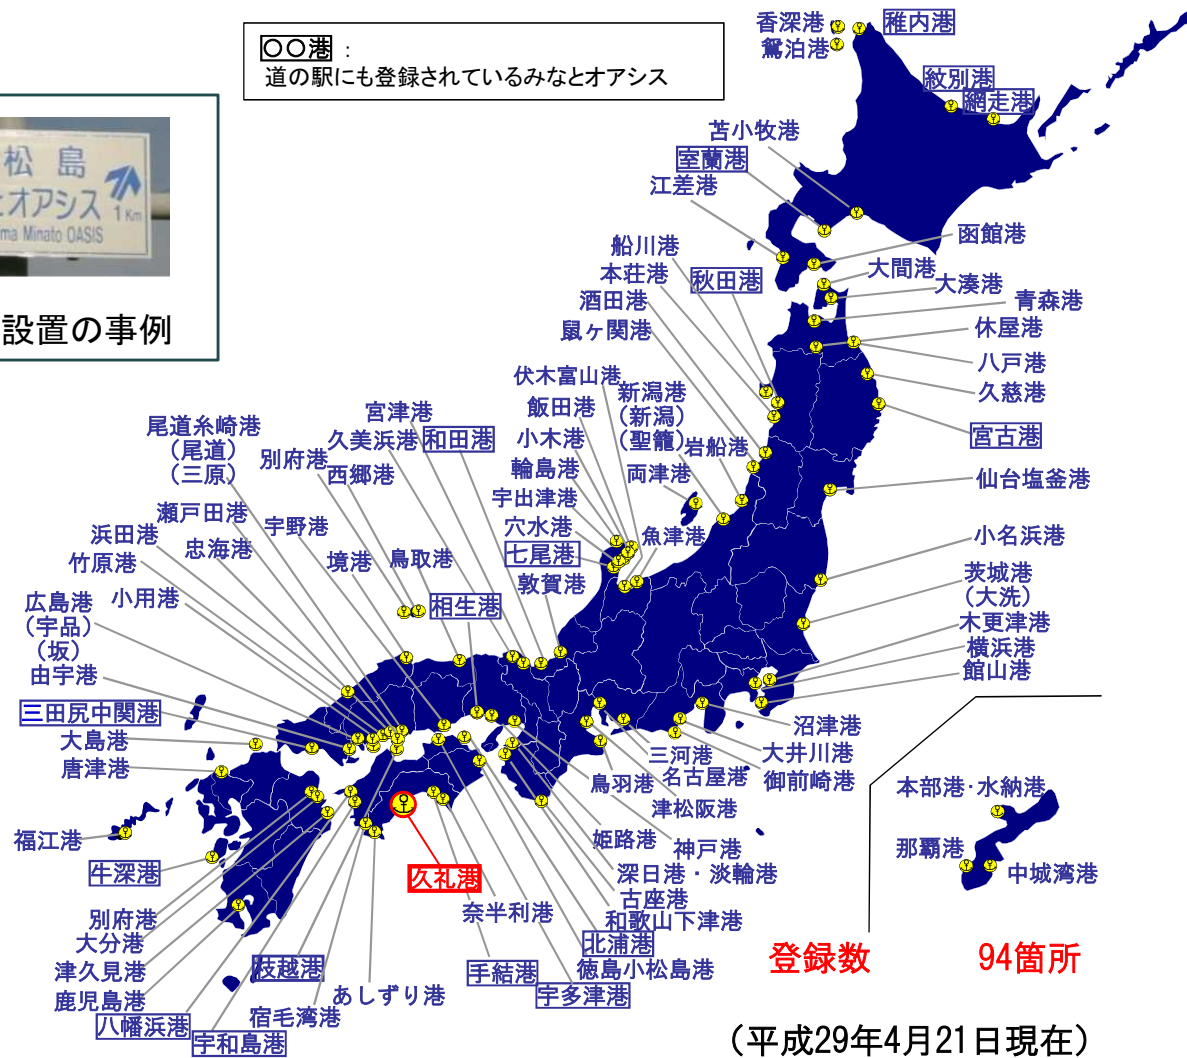 〇〇港：
道の駅にも登録されているみなとオアシス
松島
とオアシス
1Km
ma Minato OASIS
設置の事例
香深港
稚内港
鴛泊港
紋別港
網走港
苫小牧港
室蘭港
江差港
函館港
船川港
本荘港
秋田港
大間港
大湊港
酒田港
青森港
鼠ヶ関港
休屋港
八戸港
久慈港
宮古港
伏木富山港
新潟港
（新潟）
（聖籠）
飯田港
小木港
岩船港
輪島港
両津港
宇出津港
穴水港
魚津港
七尾港
敦賀港
仙台塩釜港
小名浜港
茨城港
（大洗）
木更津港
横浜港
館山港
尾道糸崎港
（尾道）
（三原）
宮津港
久美浜港
和田港
別府港
西郷港
瀬戸田港
宇野港
浜田港
忠海港
境港
鳥取港
竹原港
小用港
相生港
広島港
（宇品）
（坂）
由宇港
三田尻中関港
大島港
唐津港
福江港
牛深港
別府港
大分港
津久見港
鹿児島港
八幡浜港
宇和島港
萩越港
宿毛湾港
あしずり港
久礼港
奈半利港
手結港
宇多津港
徳島小松島港
北浦港
和歌山下津港
古座港
深日港・淡輪港
神戸港
姫路港
津松阪港
名古屋港
三河港
鳥羽港
御前崎港
大井川港
沼津港
本部港・水納港
那覇港
中城湾港
登録数 94箇所
（平成29年4月21日現在）